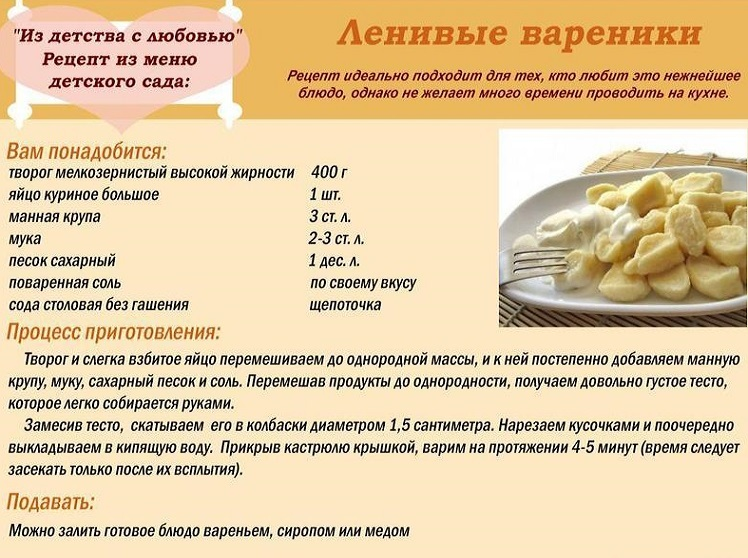 "Из детства с любовью"
Рецепт из меню
детского сада:
Ленивые вареники
Рецепт идеально подходит для тех, кто любит это нежнейшее
блюдо, однако не желает много времени проводить на кухне.
Вам понадобится:
творог мелкозернистый высокой жирности 400 г
яйцо куриное большое 1 шт.
манная крупа 3 ст. л.
мука 2-3 ст. л.
песок сахарный 1 дес. л.
поваренная соль по своему вкусу
сода столовая без гашения щепоточка
Процесс приготовления:
Творог и слегка взбитое яйцо перемешиваем до однородной массы, и к ней постепенно добавляем манную
крупу, муку, сахарный песок и соль. Перемешав продукты до однородности, получаем довольно густое тесто,
которое легко собирается руками.
Замесив тесто, скатываем его в колбаски диаметром 1,5 сантиметра. Нарезаем кусочками и поочередно
выкладываем в кипящую воду. Прикрыв кастрюлю крышкой, варим на протяжении 4-5 минут (время следует
засекать только после их всплытия).
Подавать:
Можно залить готовое блюдо вареньем, сиропом или медом